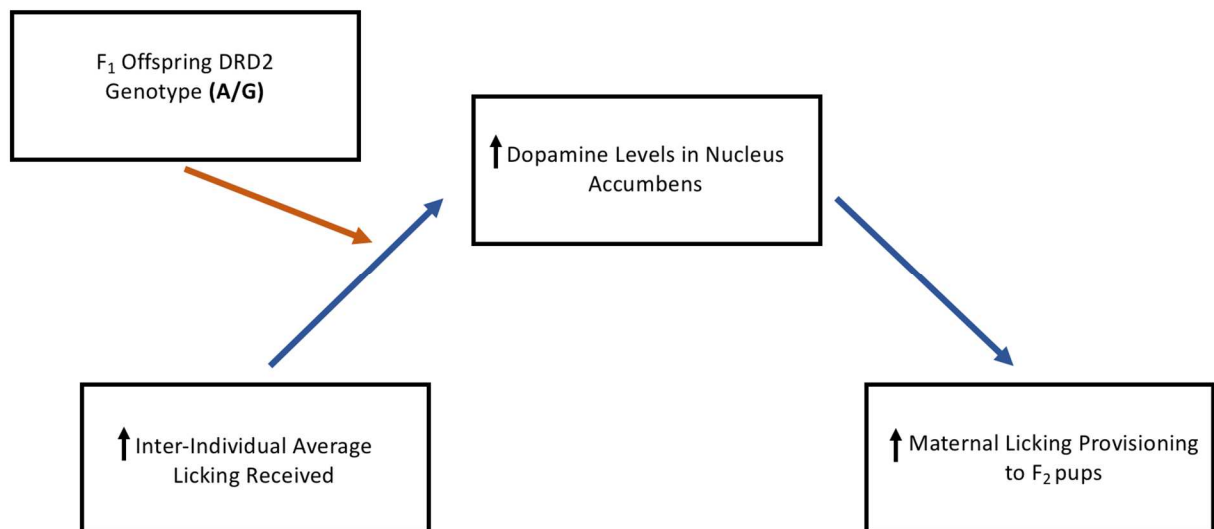 F₁ Offspring DRD2
Genotype (A/G)
Dopamine Levels in Nucleus
Accumbens
Inter-Individual Average
Licking Received
Maternal Licking Provisioning
to F₂ pups